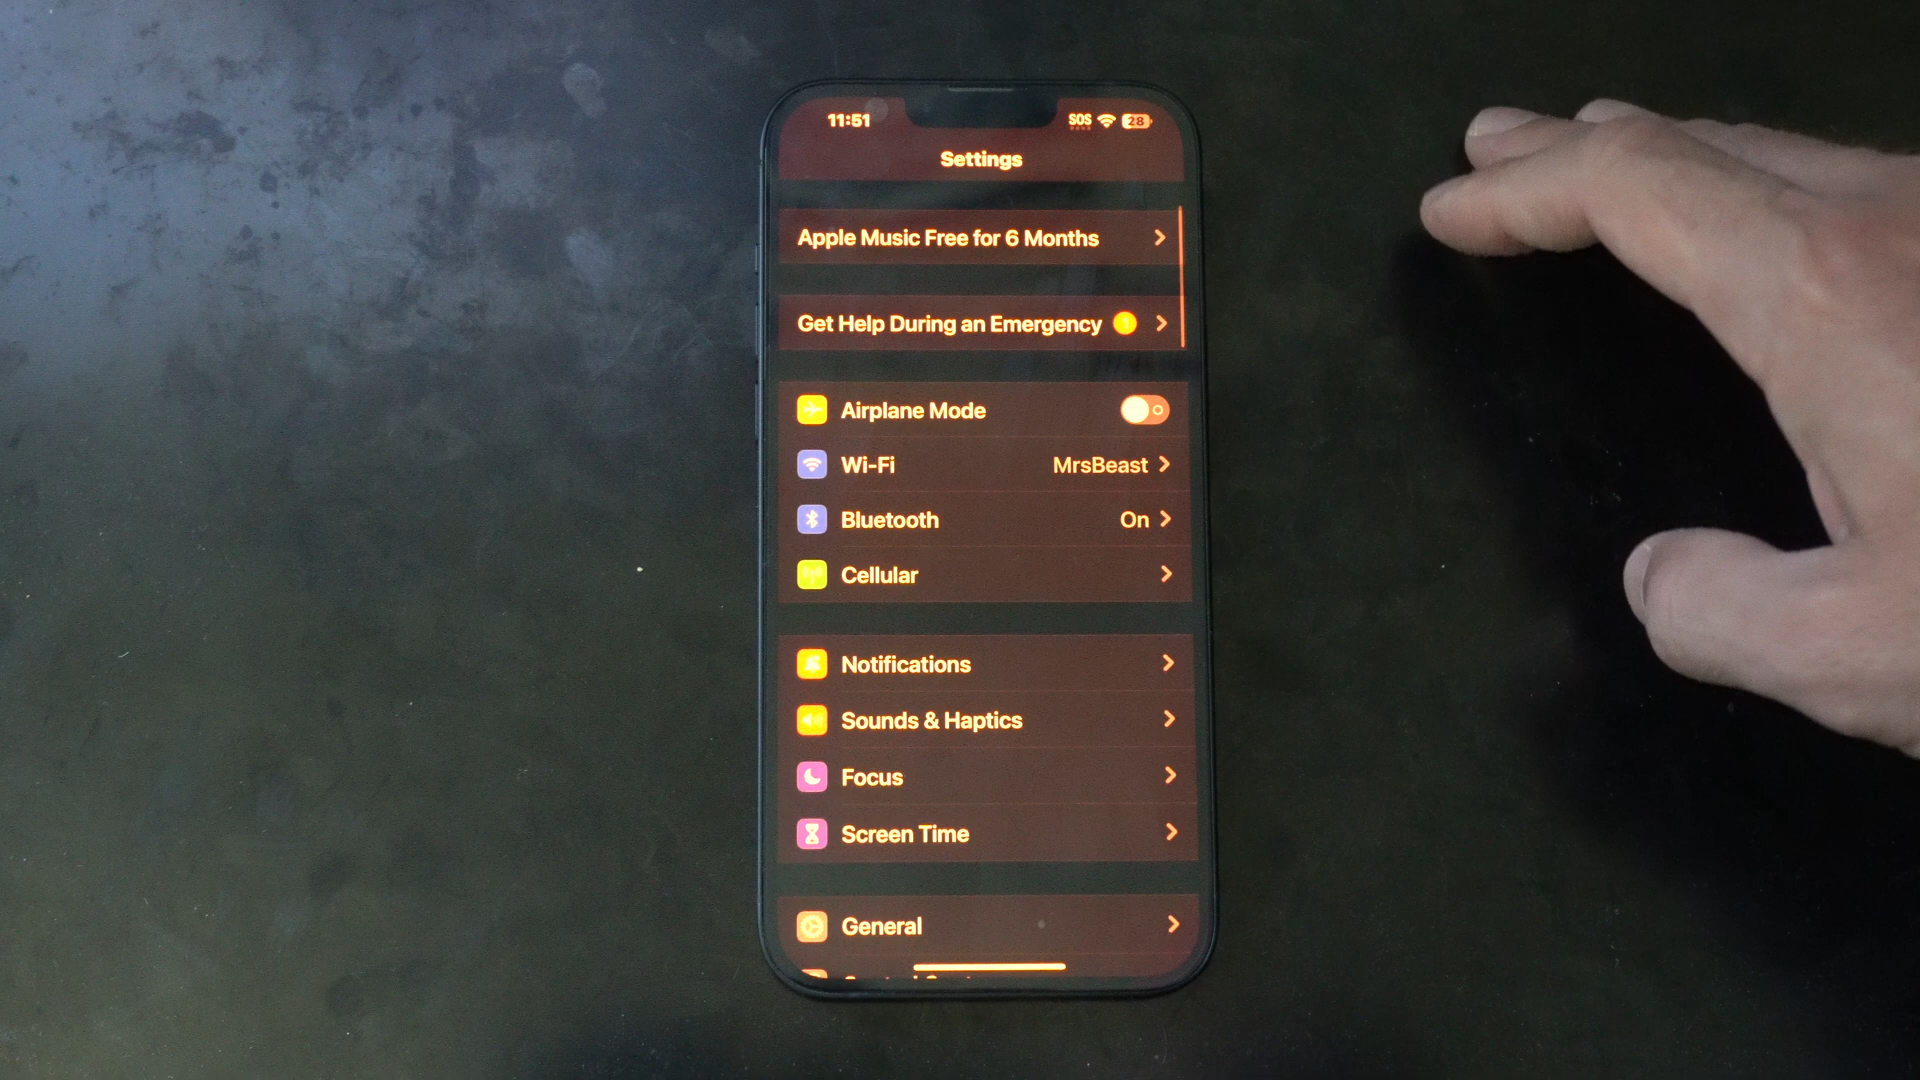 11:51
SOS
28
Settings
Apple Music Free for 6 Months
Get Help During an Emergency 1
Airplane Mode
Wi-Fi MrsBeast
Bluetooth On
Cellular
Notifications
Sounds & Haptics
Focus
Screen Time
General